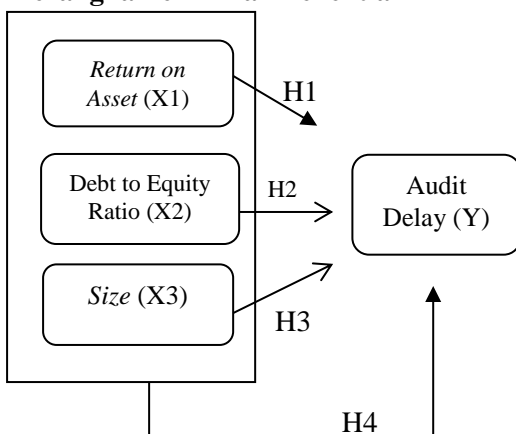 Return on
Asset (X1)
H1
Debt to Equity
Ratio (X2)
H2
Audit
Delay (Y)
Size (X3)
H3
H4